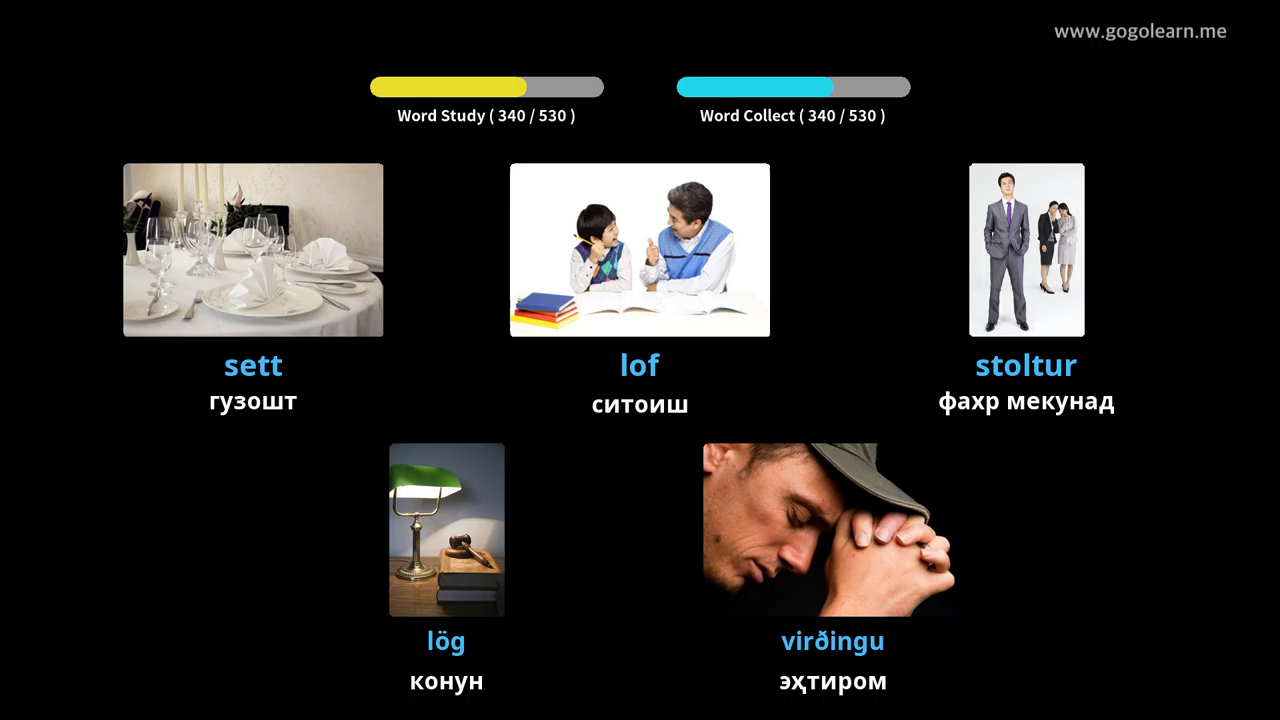 www.gogolearn.me
Word Study ( 340 / 530 )
Word Collect ( 340 / 530 )
sett
гузошт
lof
ситоиш
stoltur
фахр мекунад
lög
конун
virðingu
эҳтиром